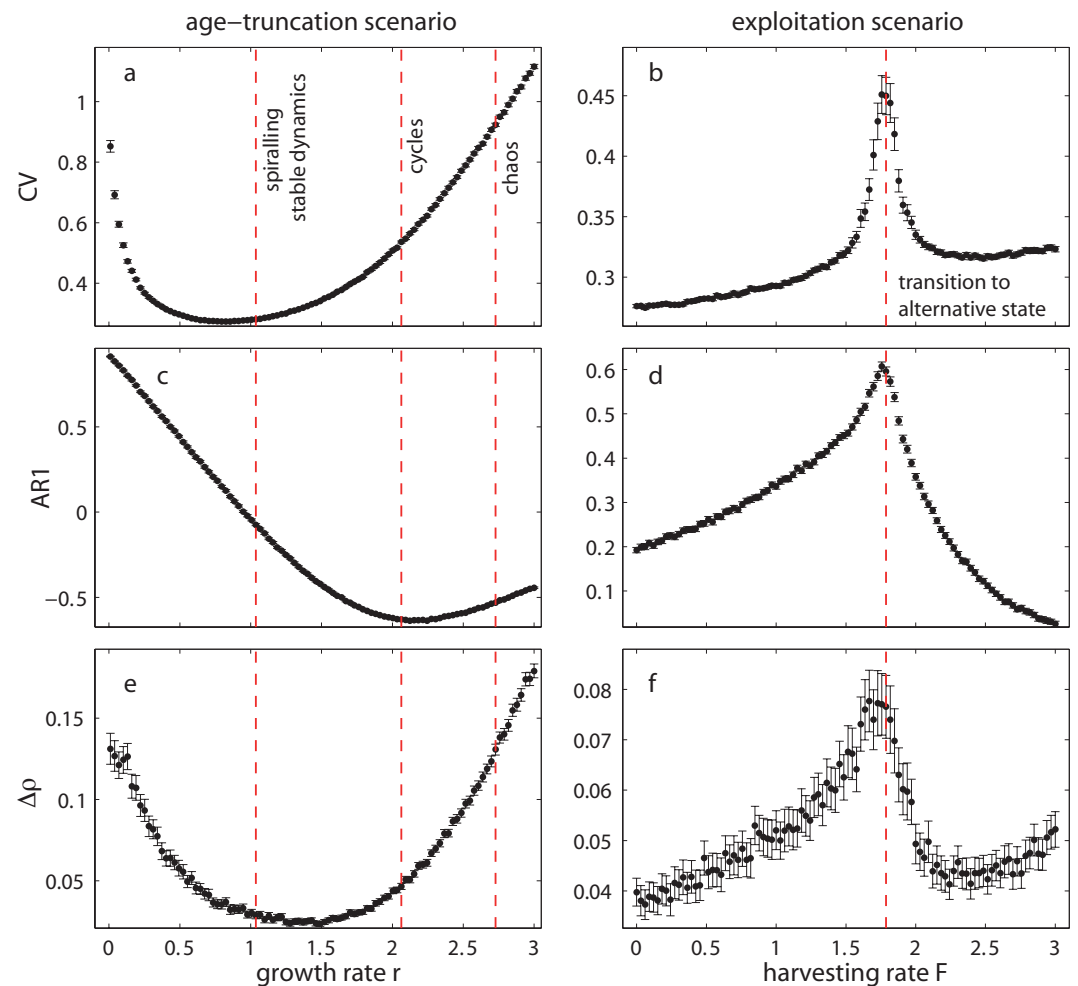 age−truncation scenario
exploitation scenario
a
CV
1
0.8
0.6
0.4
spiralling
stable dynamics
cycles
chaos
b
0.45
0.4
0.35
0.3
transition to
alternative state
c
AR1
0.5
0
−0.5
d
0.6
0.5
0.4
0.3
0.2
0.1
e
Δρ
0.15
0.1
0.05
0 0.5 1 1.5 2 2.5 3
growth rate r
f
0.08
0.07
0.06
0.05
0.04
0 0.5 1 1.5 2 2.5 3
harvesting rate F